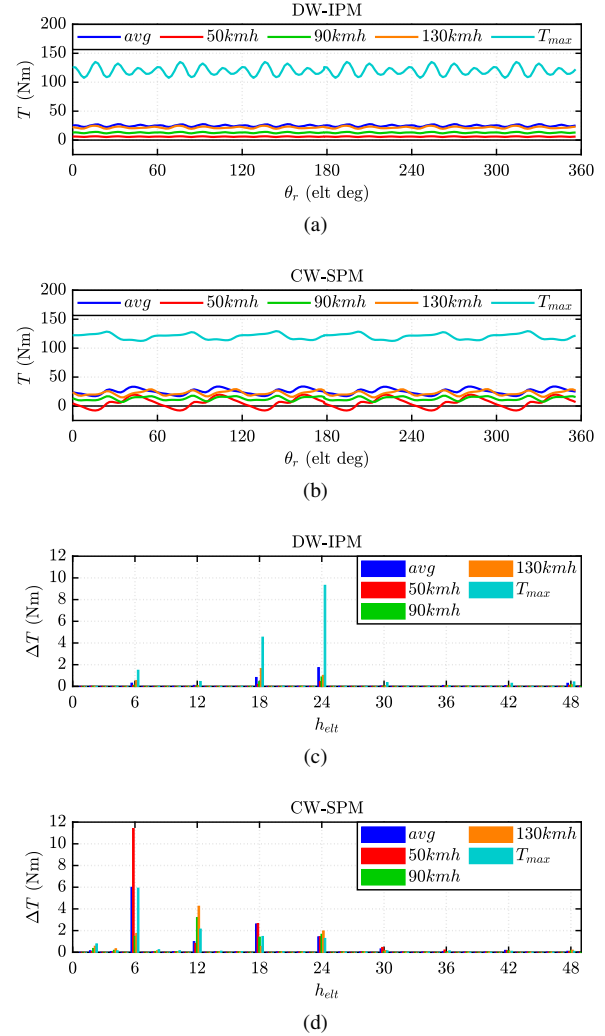 DW-IPM
200
150
100
50
0
T (Nm)
avg 50kmh 90kmh 130kmh T_max
0 60 120 180 240 300 360
θ_r (elt deg)
(a)
CW-SPM
200
150
100
50
0
T (Nm)
avg 50kmh 90kmh 130kmh T_max
0 60 120 180 240 300 360
θ_r (elt deg)
(b)
DW-IPM
12
10
8
6
4
2
0
ΔT (Nm)
avg 130kmh
50kmh T_max
90kmh
0 6 12 18 24 30 36 42 48
h_elt
(c)
CW-SPM
12
10
8
6
4
2
0
ΔT (Nm)
avg 130kmh
50kmh T_max
90kmh
0 6 12 18 24 30 36 42 48
h_elt
(d)